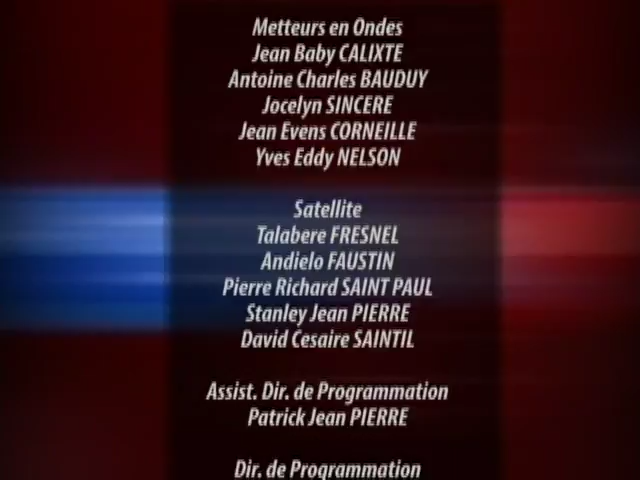 Metteurs en Ondes
Jean Baby CALIXTE
Antoine Charles BAUDUY
Jocelyn SINCERE
Jean Evens CORNEILLE
Yves Eddy NELSON
Satellite
Talabere FRESNEL
Andielo FAUSTIN
Pierre Richard SAINT PAUL
Stanley Jean PIERRE
David Cesaire SAINTIL
Assist. Dir. de Programmation
Patrick Jean PIERRE
Dir. de Programmation